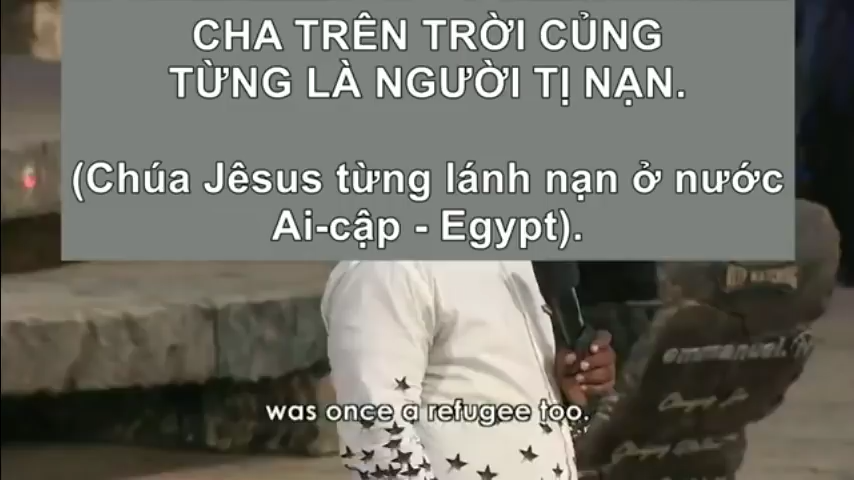 CHA TRÊN TRỜI CỦNG
TỪNG LÀ NGƯỜI TỊ NẠN.
(Chúa Jêsus từng lánh nạn ở nước
Ai-cập - Egypt).
emmanuel.
was once a refugee too.